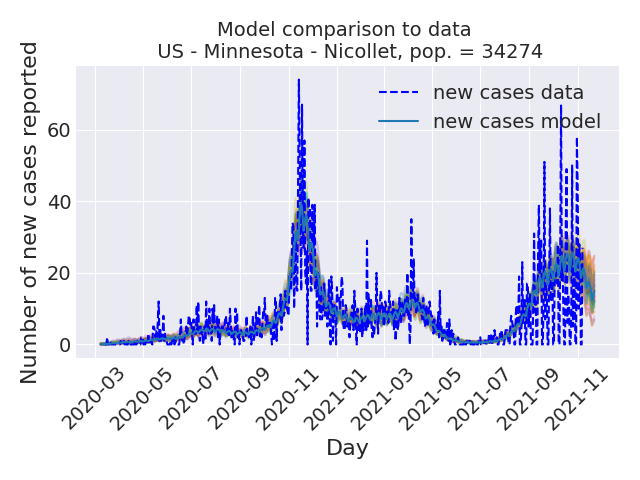 Model comparison to data
US - Minnesota - Nicollet, pop. = 34274
new cases data
new cases model
Number of new cases reported
60
40
20
0
2020-03
2020-05
2020-07
2020-09
2020-11
2021-01
2021-03
2021-05
2021-07
2021-09
2021-11
Day